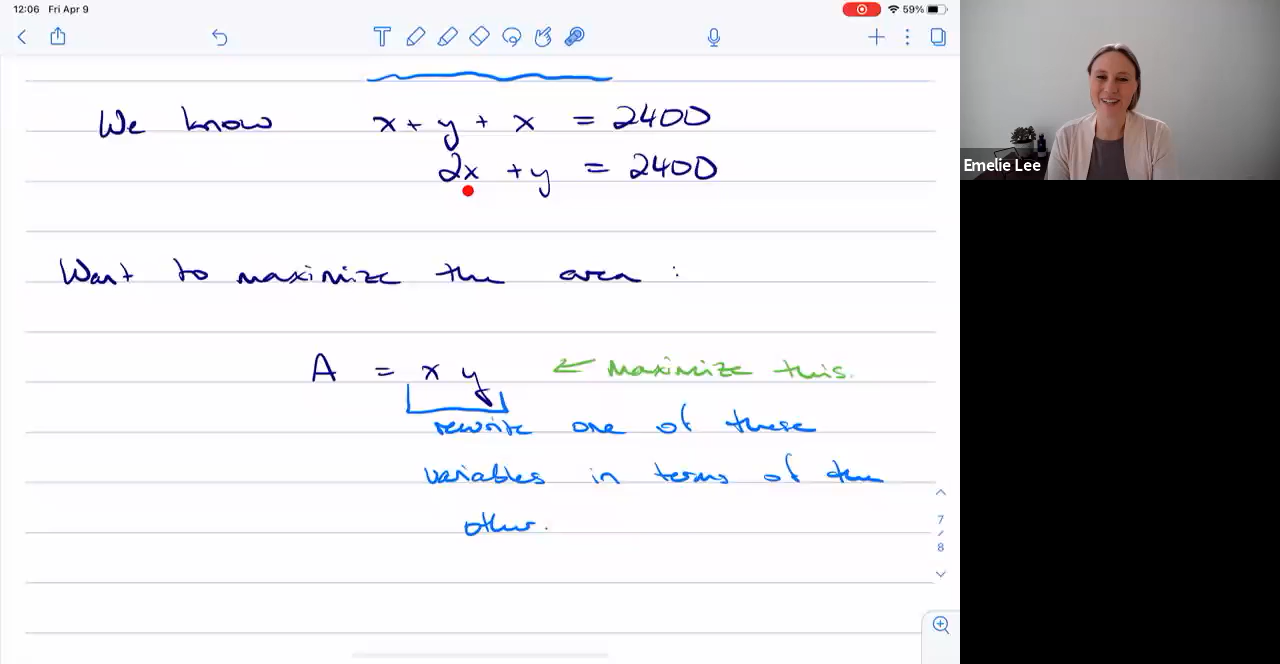 12:06 Fri Apr 9
59%
T
We know x + y + x = 2400
2x + y = 2400
Emelie Lee
Want to maximize the area :
A = x y ← maximize this.
rewrite one of these
variables in terms of the
other.
7
/
8